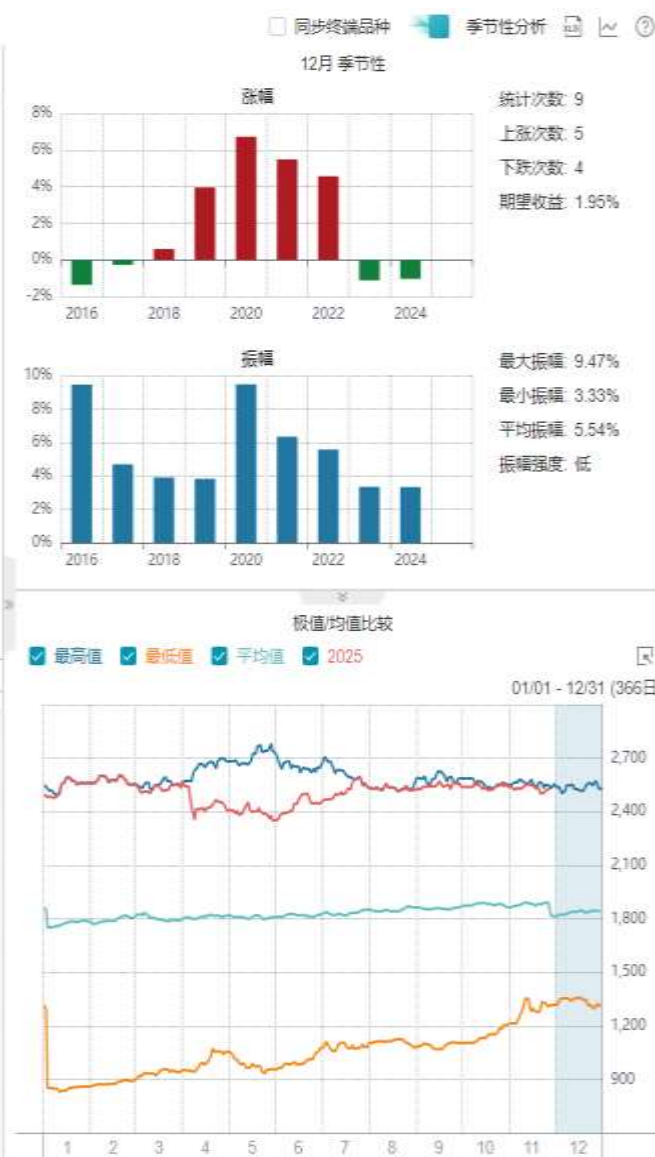 同步终端品种 季节性分析 XLS
12月 季节性
涨幅
8%
6%
4%
2%
0%
-2%
2016 2018 2020 2022 2024
统计次数: 9
上涨次数: 5
下跌次数: 4
期望收益: 1.95%
振幅
10%
8%
6%
4%
2%
0%
2016 2018 2020 2022 2024
最大振幅: 9.47%
最小振幅: 3.33%
平均振幅: 5.54%
振幅强度: 低
极值/均值比较
最高值 最低值 平均值 2025
01/01 - 12/31 (366日
2,700
2,400
2,100
1,800
1,500
1,200
900
1 2 3 4 5 6 7 8 9 10 11 12